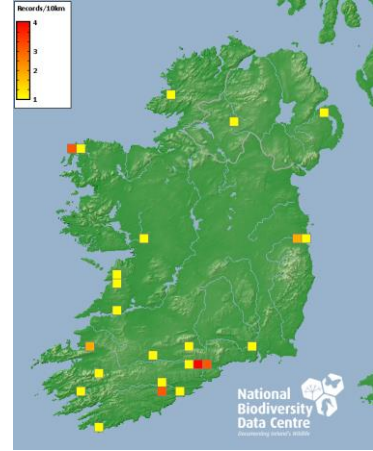 Records/10km
4
3
2
1
National
Biodiversity
Data Centre
Documenting Ireland's Wildlife